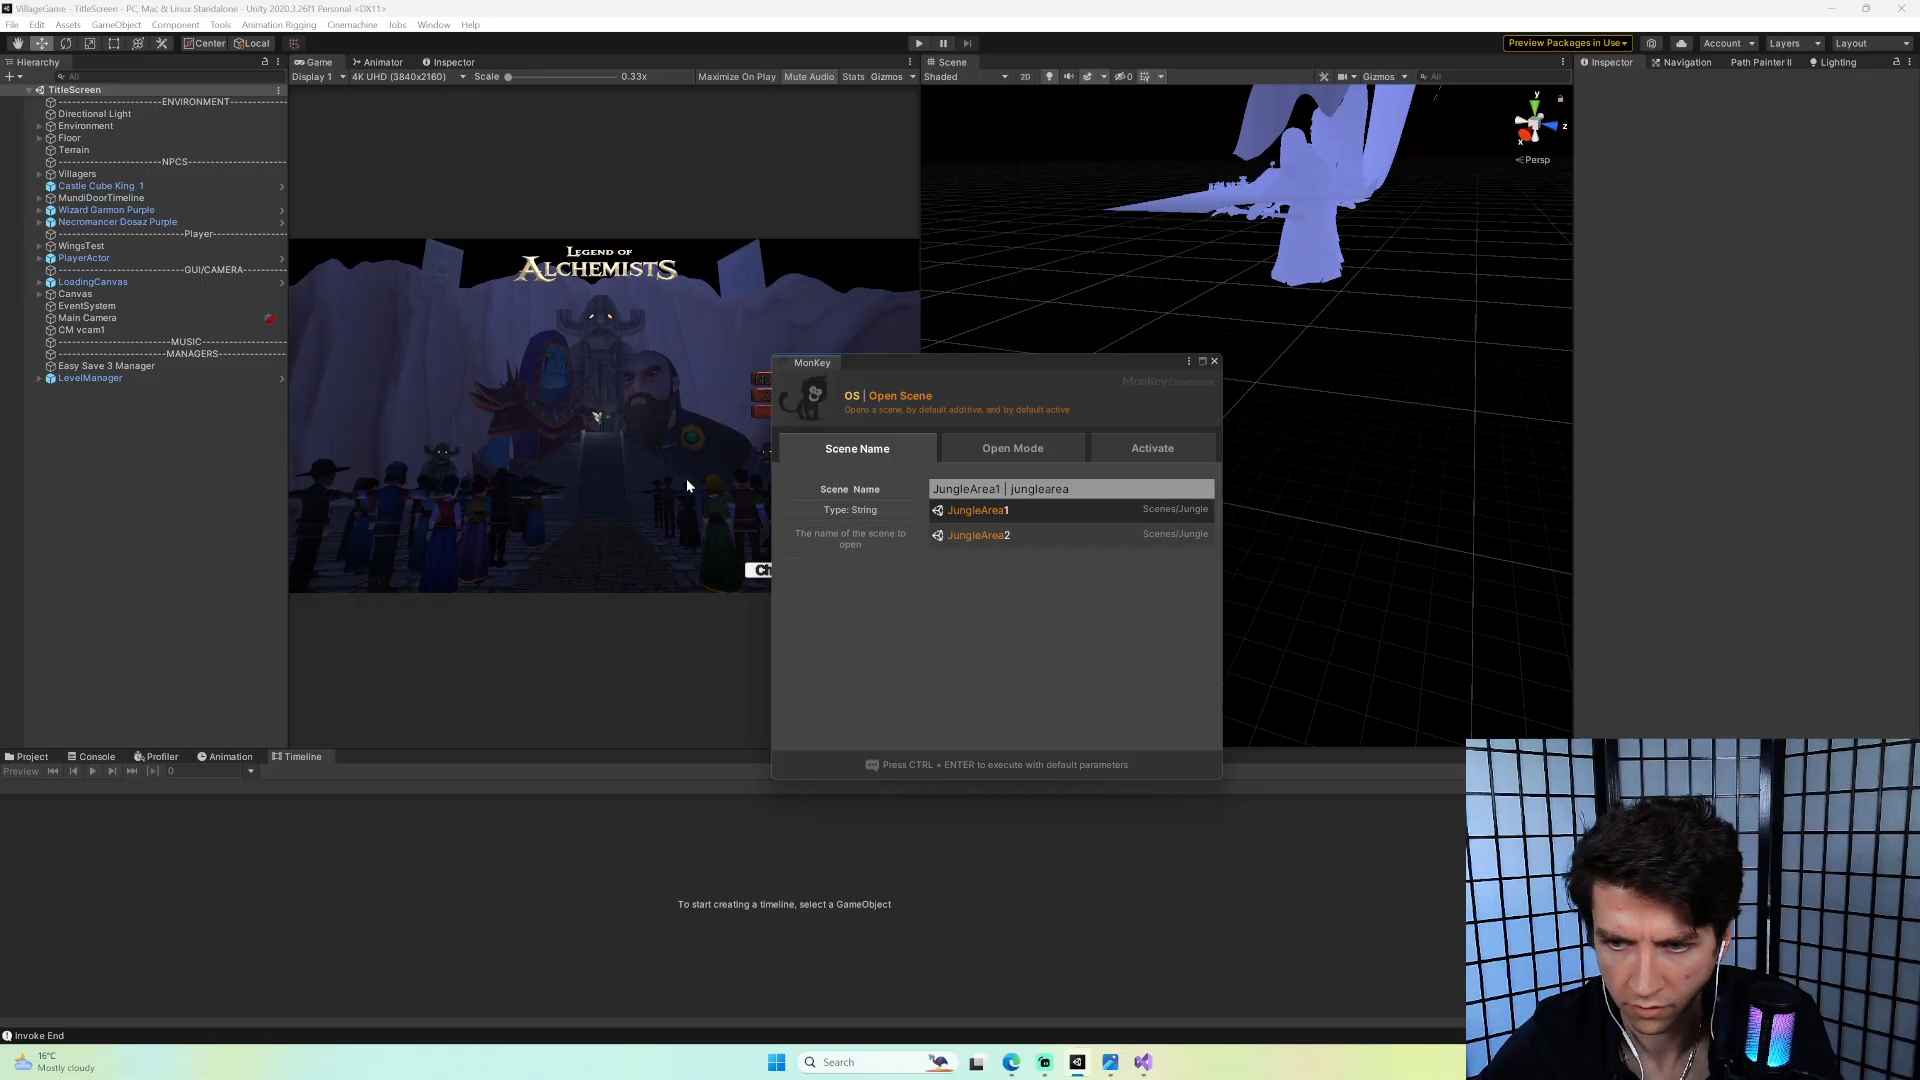 VillageGame - TitleScreen - PC, Mac & Linux Standalone - Unity 2020.3.26f1 Personal <DX11>
File Edit Assets GameObject Component Tools Animation Rigging Cinemachine Jobs Window Help
Center Local
Preview Packages in Use Account Layers Layout
Hierarchy
All
TitleScreen
-----------------------ENVIRONMENT-------------
Directional Light
Environment
Floor
Terrain
-----------------------NPCS-----------------------
Villagers
Castle Cube King 1
MundiDoorTimeline
Wizard Garmon Purple
Necromancer Dosaz Purple
----------------------------Player------------------
WingsTest
PlayerActor
----------------------------GUI/CAMERA----------
LoadingCanvas
Canvas
EventSystem
Main Camera
CM vcam1
----------------------------MUSIC-------------------
------------------------MANAGERS---------------
Easy Save 3 Manager
LevelManager
Game Animator Inspector
Display 1 4K UHD (3840x2160) Scale 0.33x Maximize On Play Mute Audio Stats Gizmos
LEGEND OF
ALCHEMISTS
Ch
Scene
Shaded 2D 0 Gizmos All
y
z
x
Persp
Inspector Navigation Path Painter II Lighting
MonKey
MonKey Commander
OS | Open Scene
Opens a scene, by default additive, and by default active
Scene Name Open Mode Activate
Scene Name
Type: String
The name of the scene to
open
JungleArea1 | junglearea
JungleArea1 Scenes/Jungle
JungleArea2 Scenes/Jungle
Press CTRL + ENTER to execute with default parameters
Project Console Profiler Animation Timeline
Preview 0
To start creating a timeline, select a GameObject
Invoke End
16°C
Mostly cloudy
Search